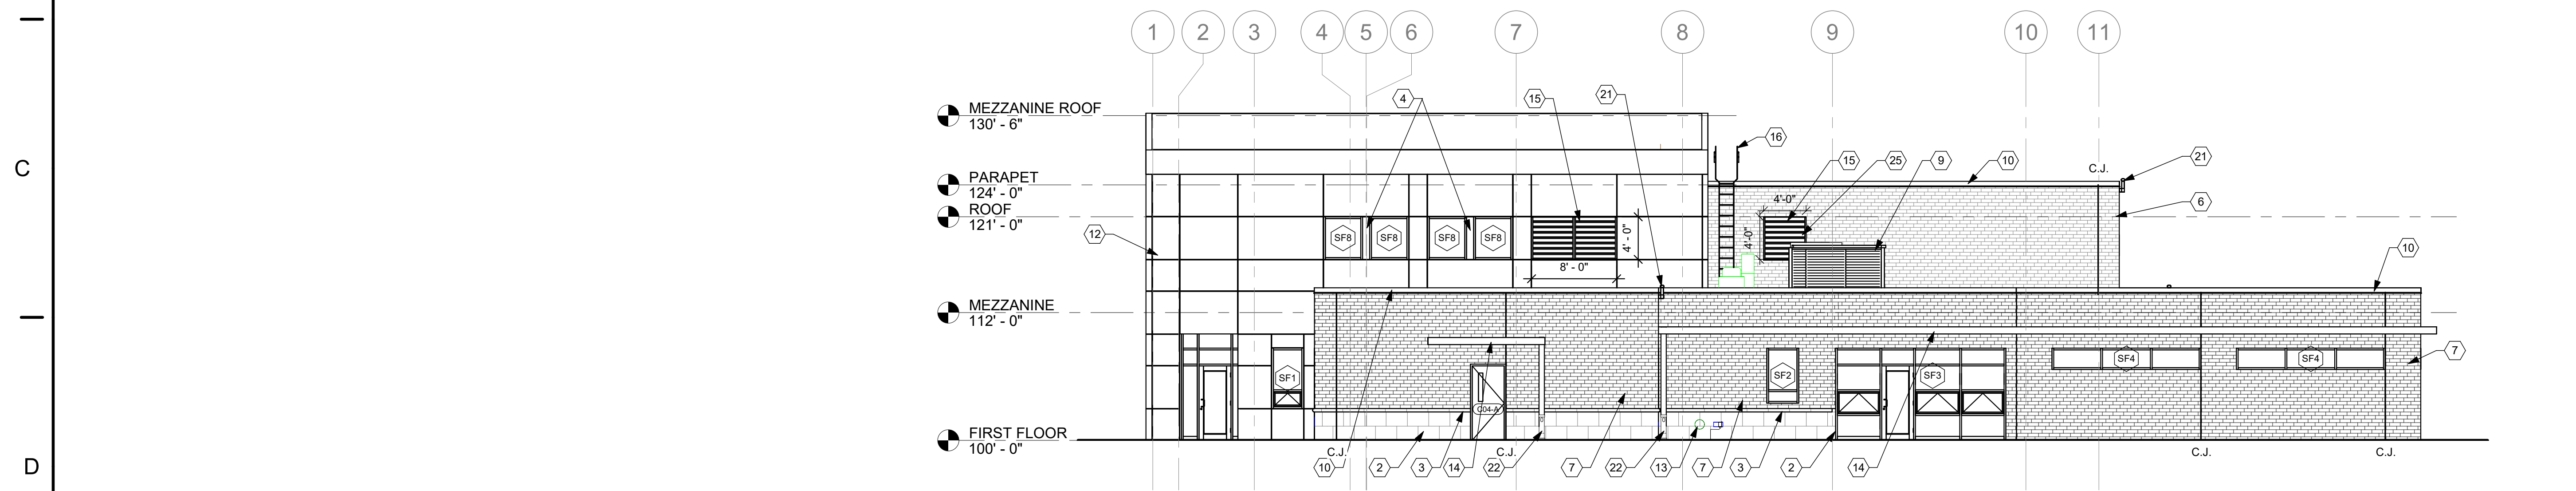 1 2 3 4 5 6 7 8 9 10 11
MEZZANINE ROOF
130' - 6"
4 15 21
16
15 25 9 10
C.J.
21
C
PARAPET
124' - 0"
4'-0"
6
ROOF
121' - 0"
12
SF8 SF8 SF8 SF8
4' - 0"
4'-0"
10
8' - 0"
MEZZANINE
112' - 0"
7
SF1
SF2
SF3
SF4
SF4
C04-A
FIRST FLOOR
100' - 0"
C.J. C.J. C.J. C.J.
D
10 2 3 14 22 7 22 13 7 3 2 14